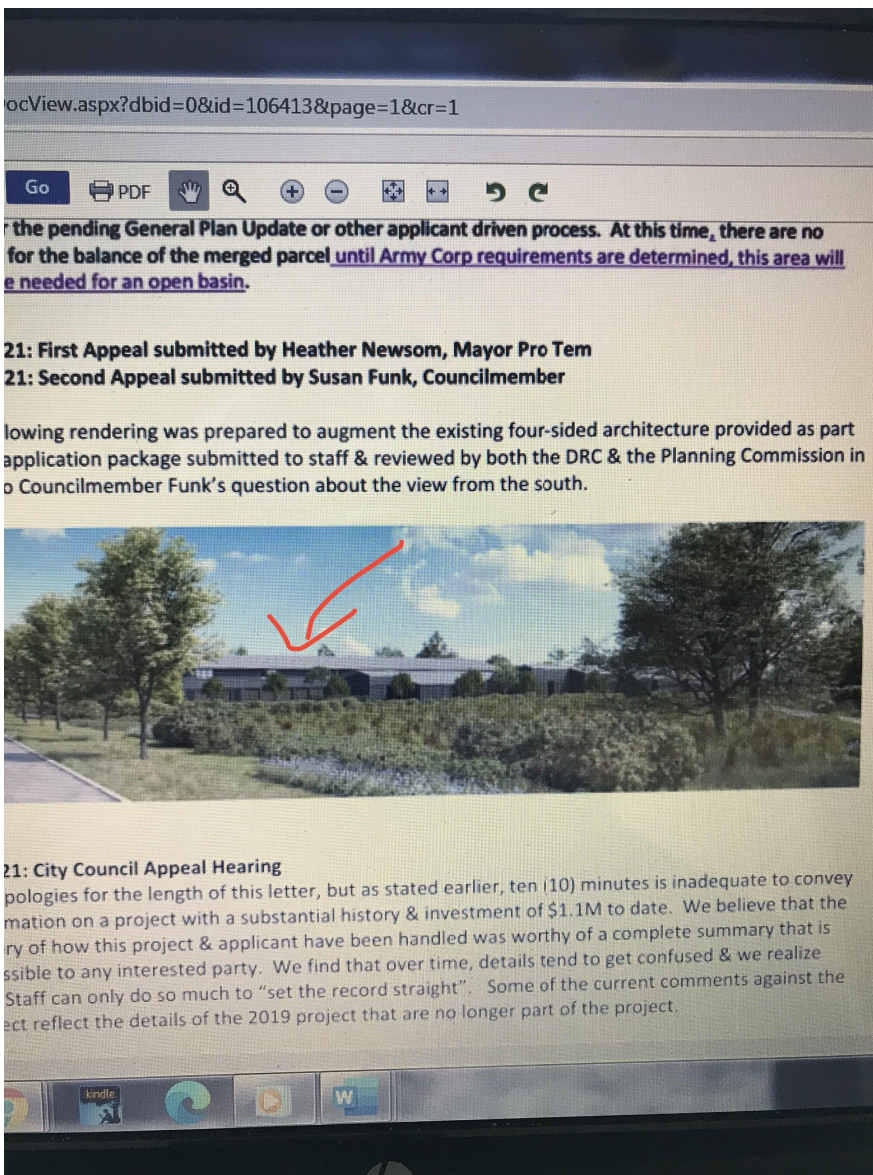 ocView.aspx?dbid=0&id=106413&page=1&cr=1
Go PDF
the pending General Plan Update or other applicant driven process. At this time, there are no
for the balance of the merged parcel until Army Corp requirements are determined, this area will
e needed for an open basin.
21: First Appeal submitted by Heather Newsom, Mayor Pro Tem
21: Second Appeal submitted by Susan Funk, Councilmember
lowing rendering was prepared to augment the existing four-sided architecture provided as part
application package submitted to staff & reviewed by both the DRC & the Planning Commission in
o Councilmember Funk's question about the view from the south.
21: City Council Appeal Hearing
pologies for the length of this letter, but as stated earlier, ten (10) minutes is inadequate to convey
mation on a project with a substantial history & investment of $1.1M to date. We believe that the
ry of how this project & applicant have been handled was worthy of a complete summary that is
ssible to any interested party. We find that over time, details tend to get confused & we realize
Staff can only do so much to "set the record straight". Some of the current comments against the
ect reflect the details of the 2019 project that are no longer part of the project.
kindle
W